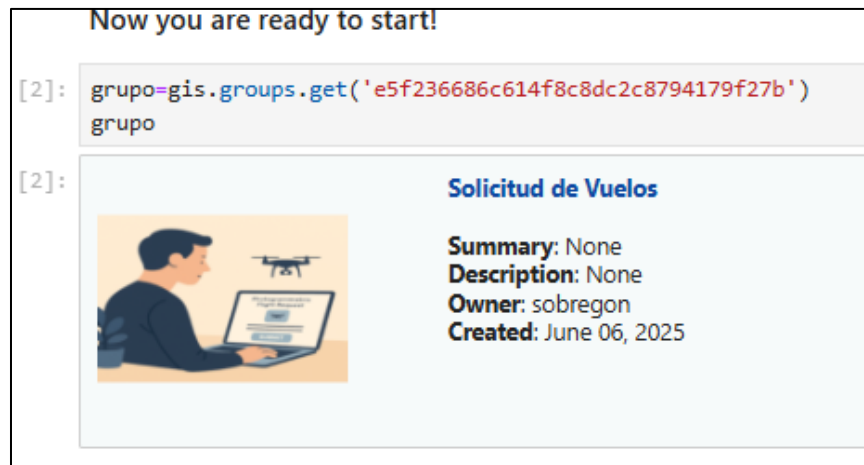 Now you are ready to start!
[2]: grupo=gis.groups.get('e5f236686c614f8c8dc2c8794179f27b')
grupo
[2]:
Solicitud de Vuelos
Summary: None
Description: None
Owner: sobregon
Created: June 06, 2025